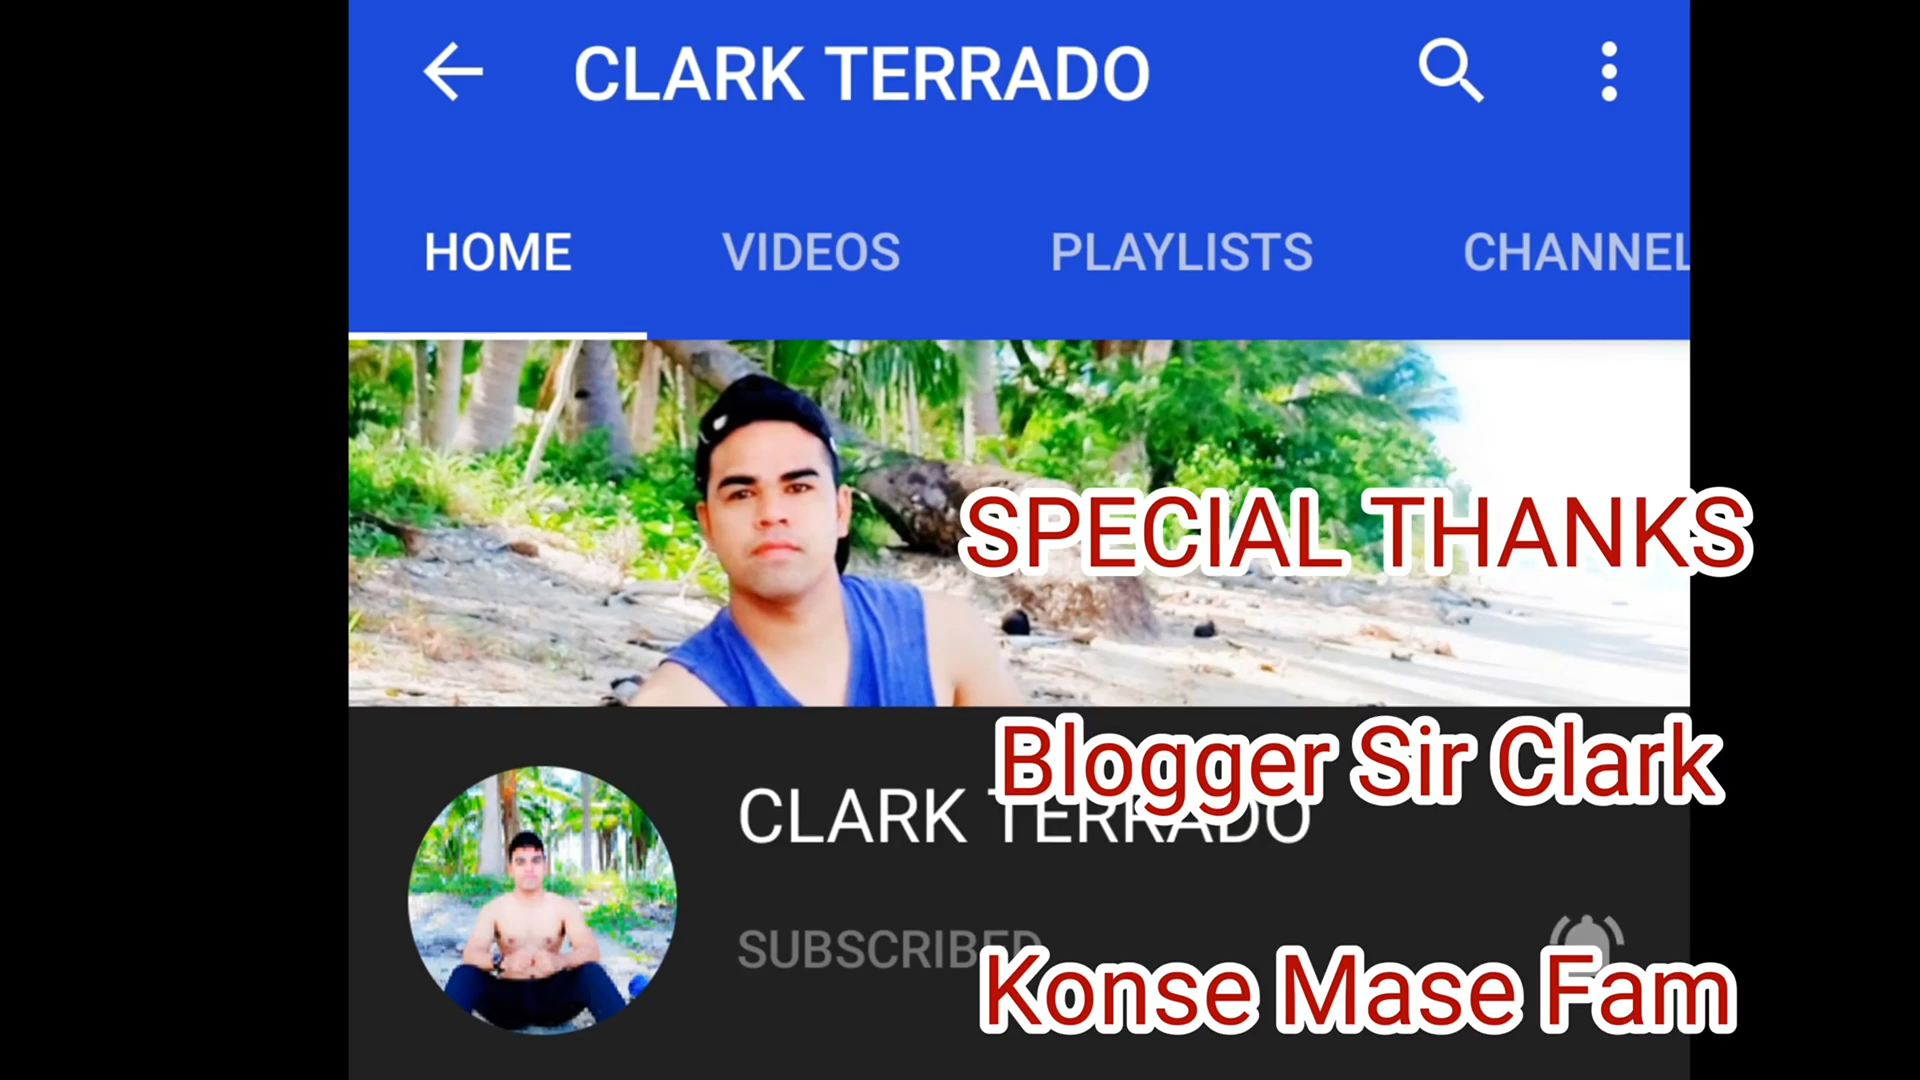 CLARK TERRADO
HOME VIDEOS PLAYLISTS CHANNEL
SPECIAL THANKS
Blogger Sir Clark
CLARK TERRADO
SUBSCRIBED
Konse Mase Fam